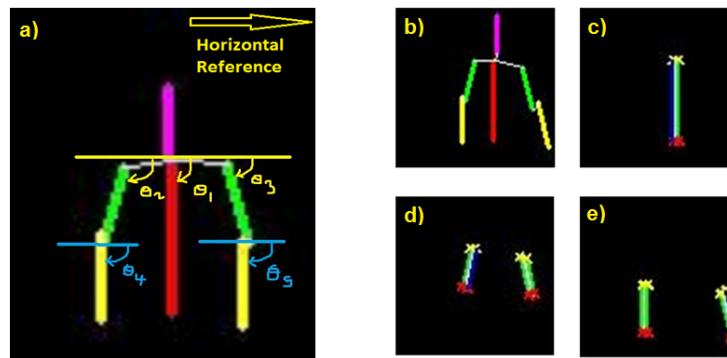 a)
Horizontal
Reference
θ2
θ1
θ3
θ4
θ5
b)
c)
d)
e)